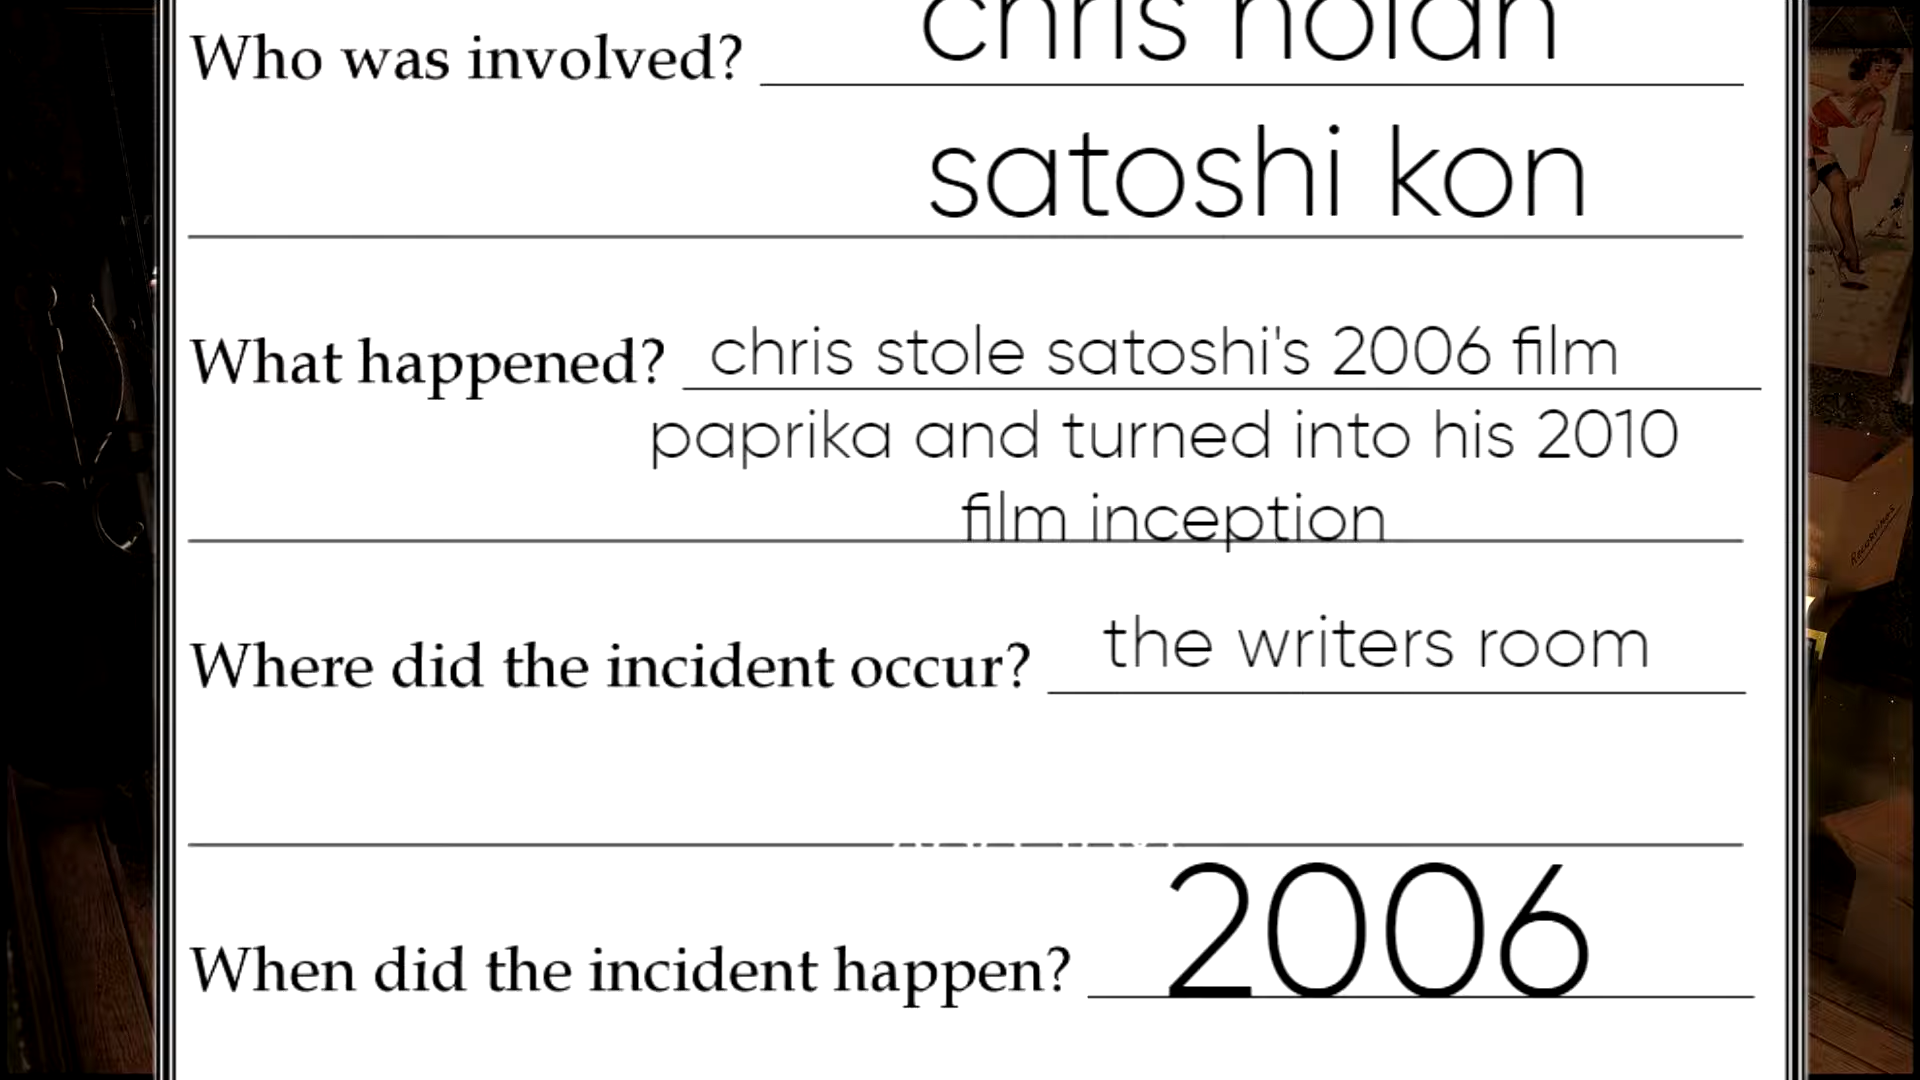 Who was involved? chris nolan
satoshi kon
What happened? chris stole satoshi's 2006 film
paprika and turned into his 2010
film inception
Where did the incident occur? the writers room
When did the incident happen? 2006
RECORDINGS